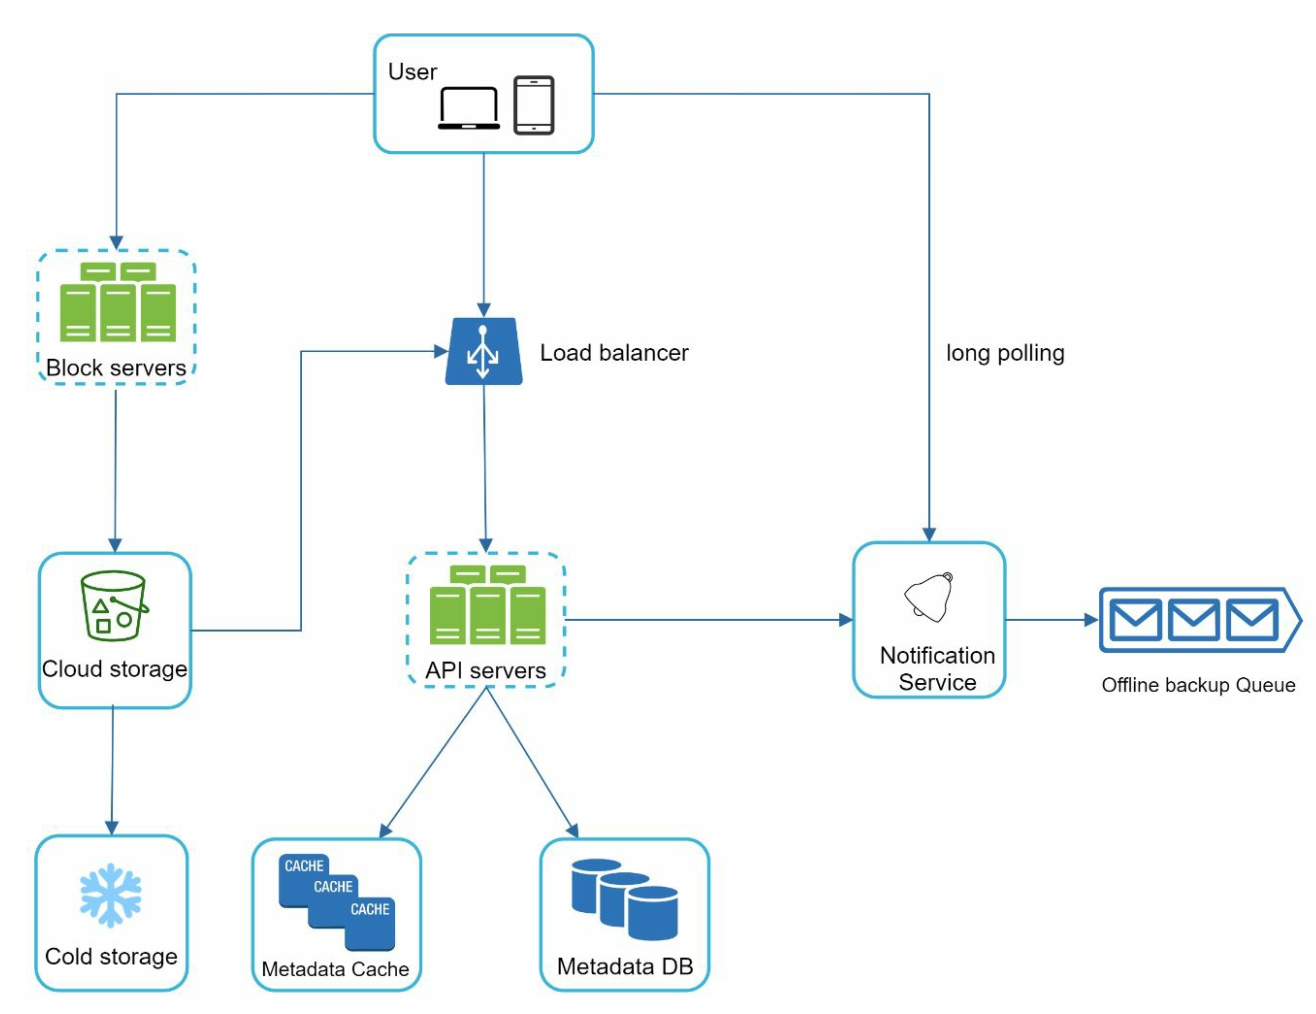 User
Block servers
Load balancer
long polling
Cloud storage
API servers
Notification
Service
Offline backup Queue
CACHE
CACHE
CACHE
Cold storage
Metadata Cache
Metadata DB